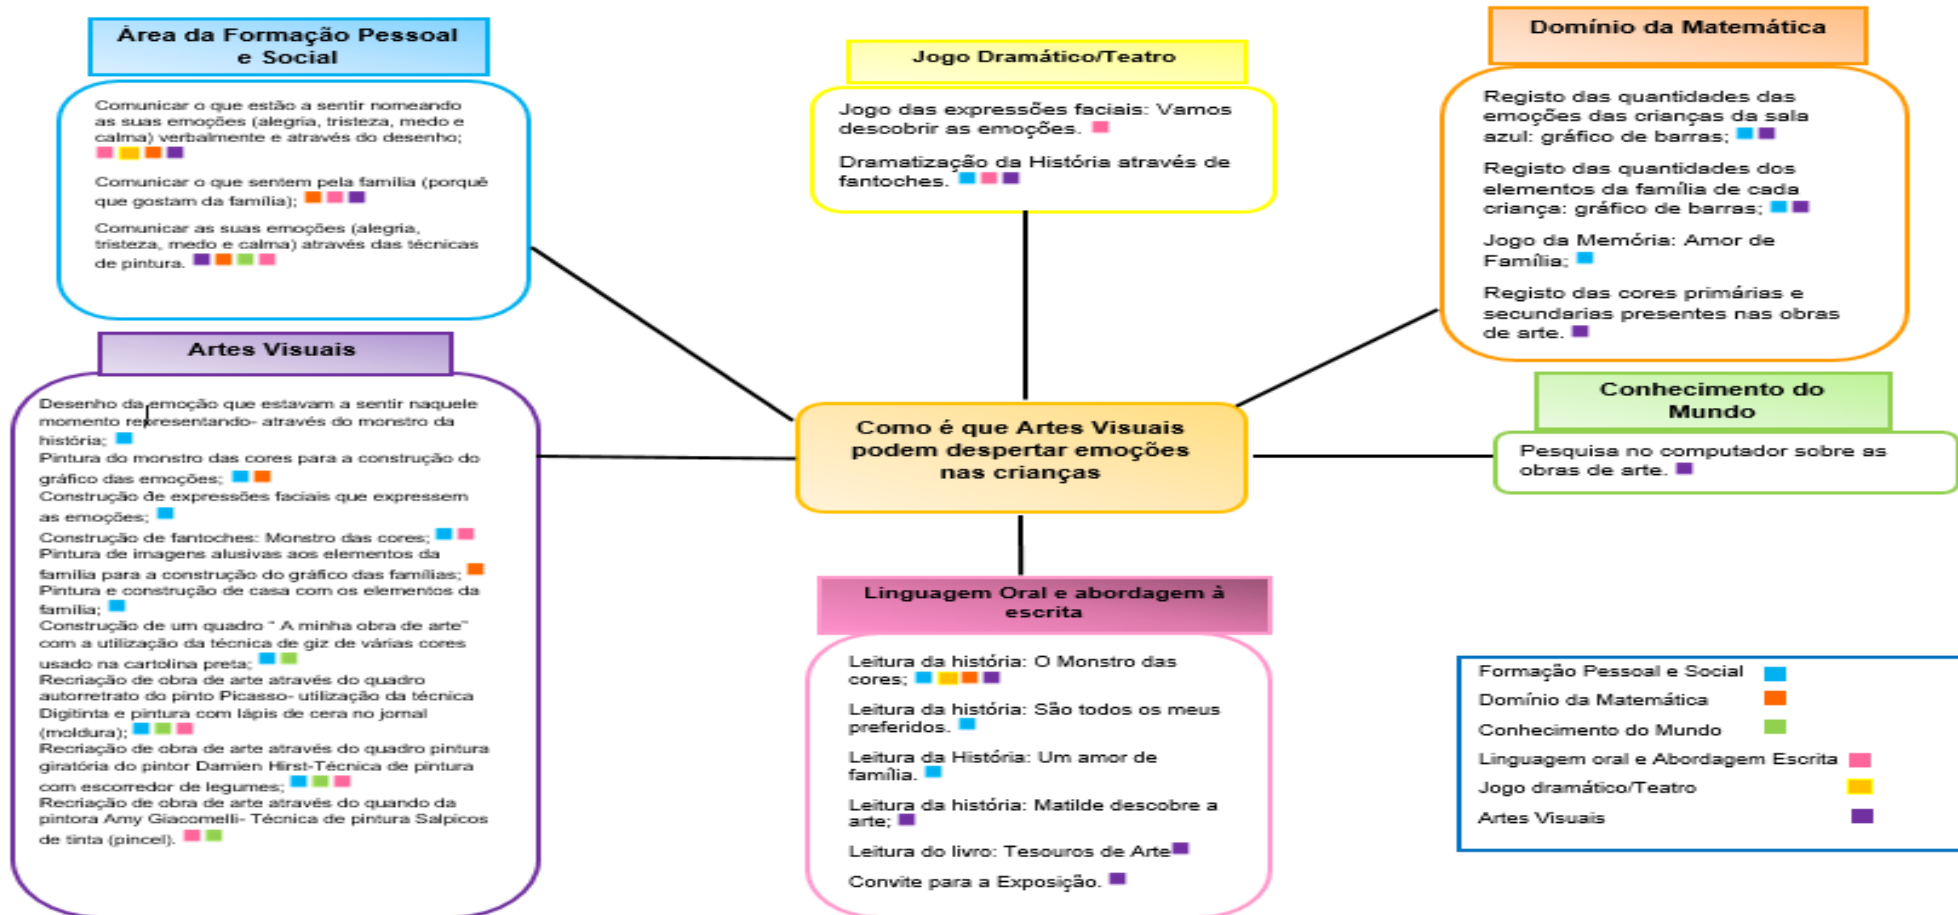 Área da Formação Pessoal
e Social
Comunicar o que estão a sentir nomeando
as suas emoções (alegria, tristeza, medo e
calma) verbalmente e através do desenho;
Comunicar o que sentem pela família (porquê
que gostam da família);
Comunicar as suas emoções (alegria,
tristeza, medo e calma) através das técnicas
de pintura.
Artes Visuais
Desenho da emoção que estavam a sentir naquele
momento representando- através do monstro da
história;
Pintura do monstro das cores para a construção do
gráfico das emoções;
Construção de expressões faciais que expressem
as emoções;
Construção de fantoches: Monstro das cores;
Pintura de imagens alusivas aos elementos da
família para a construção do gráfico das famílias;
Pintura e construção de casa com os elementos da
família;
Construção de um quadro " A minha obra de arte"
com a utilização da técnica de giz de várias cores
usado na cartolina preta;
Recriação de obra de arte através do quadro
autorretrato do pinto Picasso- utilização da técnica
Digitinta e pintura com lápis de cera no jornal
(moldura);
Recriação de obra de arte através do quadro pintura
giratória do pintor Damien Hirst-Técnica de pintura
com escorredor de legumes;
Recriação de obra de arte através do quando da
pintora Amy Giacomelli- Técnica de pintura Salpicos
de tinta (pincel).
Jogo Dramático/Teatro
Jogo das expressões faciais: Vamos
descobrir as emoções.
Dramatização da História através de
fantoches.
Como é que Artes Visuais
podem despertar emoções
nas crianças
Linguagem Oral e abordagem à
escrita
Leitura da história: O Monstro das
cores;
Leitura da história: São todos os meus
preferidos.
Leitura da História: Um amor de
família.
Leitura da história: Matilde descobre a
arte;
Leitura do livro: Tesouros de Arte
Convite para a Exposição.
Domínio da Matemática
Registo das quantidades das
emoções das crianças da sala
azul: gráfico de barras;
Registo das quantidades dos
elementos da família de cada
criança: gráfico de barras;
Jogo da Memória: Amor de
Família;
Registo das cores primárias e
secundarias presentes nas obras
de arte.
Conhecimento do
Mundo
Pesquisa no computador sobre as
obras de arte.
Formação Pessoal e Social
Domínio da Matemática
Conhecimento do Mundo
Linguagem oral e Abordagem Escrita
Jogo dramático/Teatro
Artes Visuais